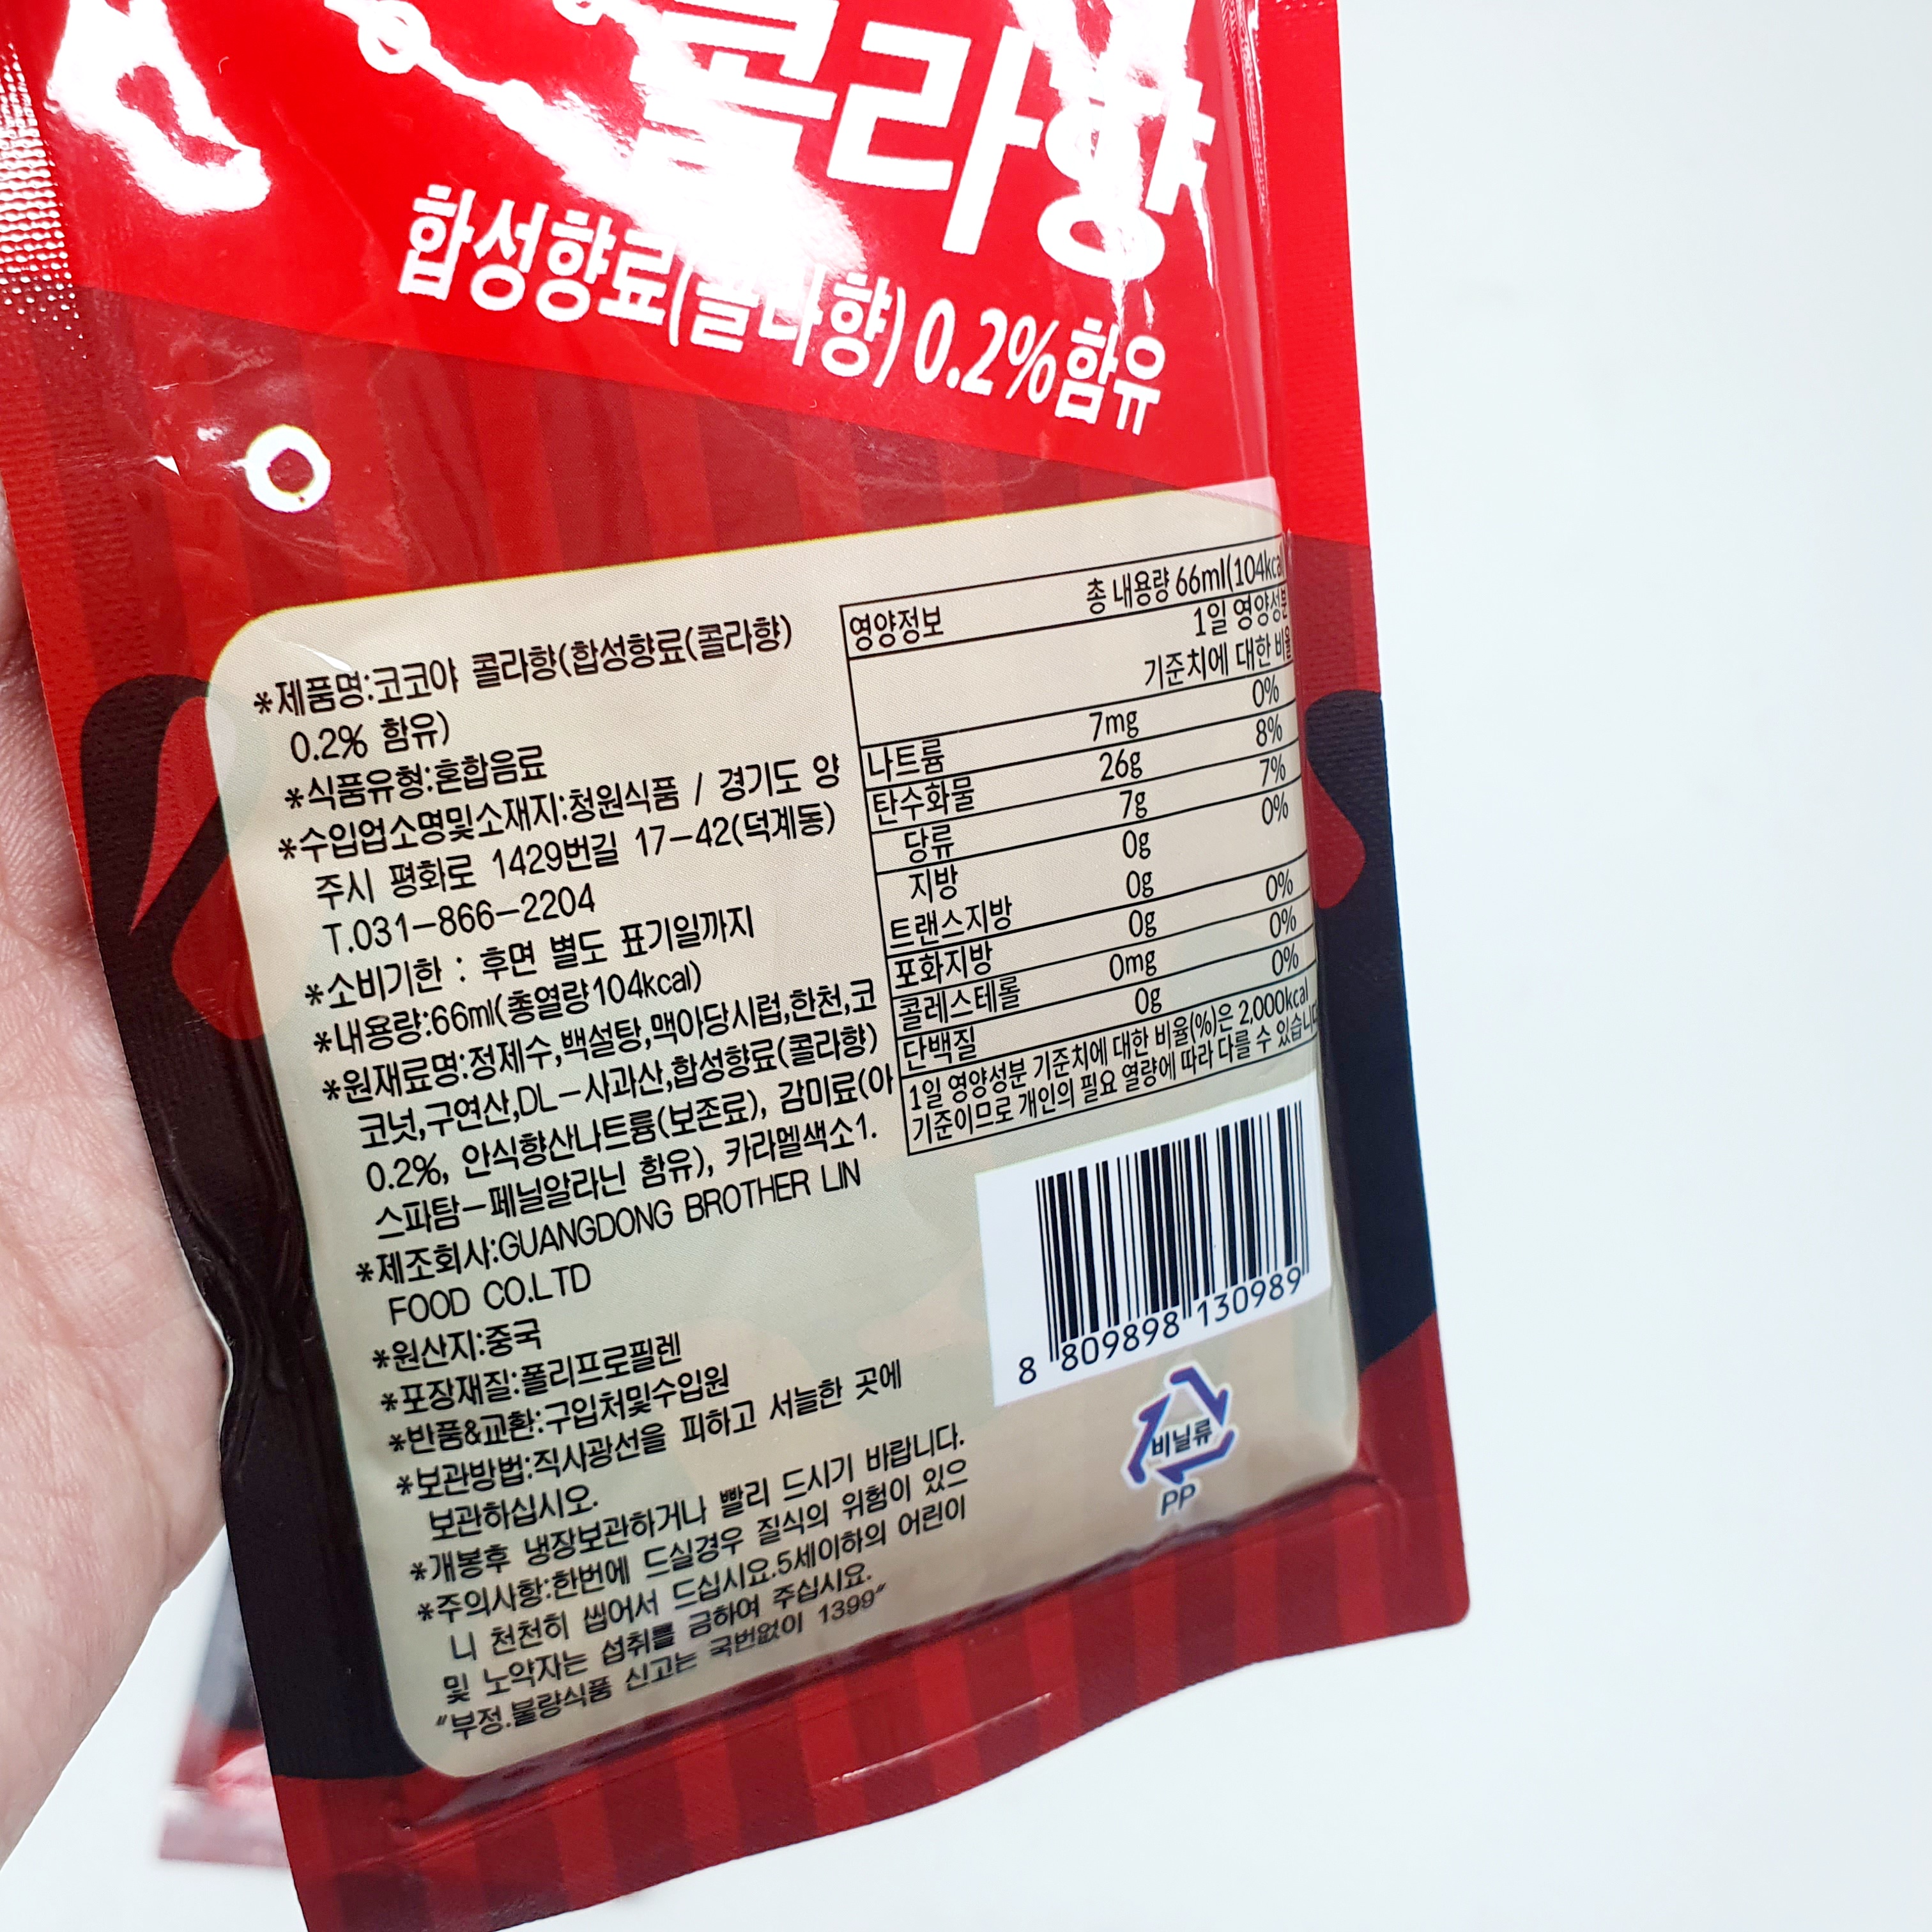 콜라향
합성향료(콜라향) 0.2% 함유
*제품명:코코야 콜라향(합성향료(콜라향)
0.2% 함유)
*식품유형:혼합음료
*수입업소명및소재지:청원식품 / 경기도 양
주시 평화로 1429번길 17-42(덕계동)
T.031-866-2204
*소비기한 : 후면 별도 표기일까지
*내용량:66ml(총열량104kcal)
*원재료명:정제수,백설탕,맥아당시럽,한천,코
코넛,구연산,DL-사과산,합성향료(콜라향)
0.2%, 안식향산나트륨(보존료), 감미료(아
스파탐-페닐알라닌 함유), 카라멜색소1.
*제조회사:GUANGDONG BROTHER LIN
FOOD CO.LTD
*원산지:중국
*포장재질:폴리프로필렌
*반품&교환:구입처및수입원
*보관방법:직사광선을 피하고 서늘한 곳에
보관하십시오.
*개봉후 냉장보관하거나 빨리 드시기 바랍니다.
*주의사항:한번에 드실경우 질식의 위험이 있으
니 천천히 씹어서 드십시요.5세이하의 어린이
및 노약자는 섭취를 금하여 주십시요.
"부정.불량식품 신고는 국번없이 1399"
영양정보 총 내용량 66ml(104kcal
1일 영양성분
기준치에 대한 비율
나트륨 7mg 0%
탄수화물 26g 8%
당류 7g 7%
지방 0g 0%
트랜스지방 0g
포화지방 0g 0%
콜레스테롤 0mg 0%
단백질 0g 0%
1일 영양성분 기준치에 대한 비율(%)은 2,000kcal
기준이므로 개인의 필요 열량에 따라 다를 수 있습니다
8 809898 130989
비닐류
PP